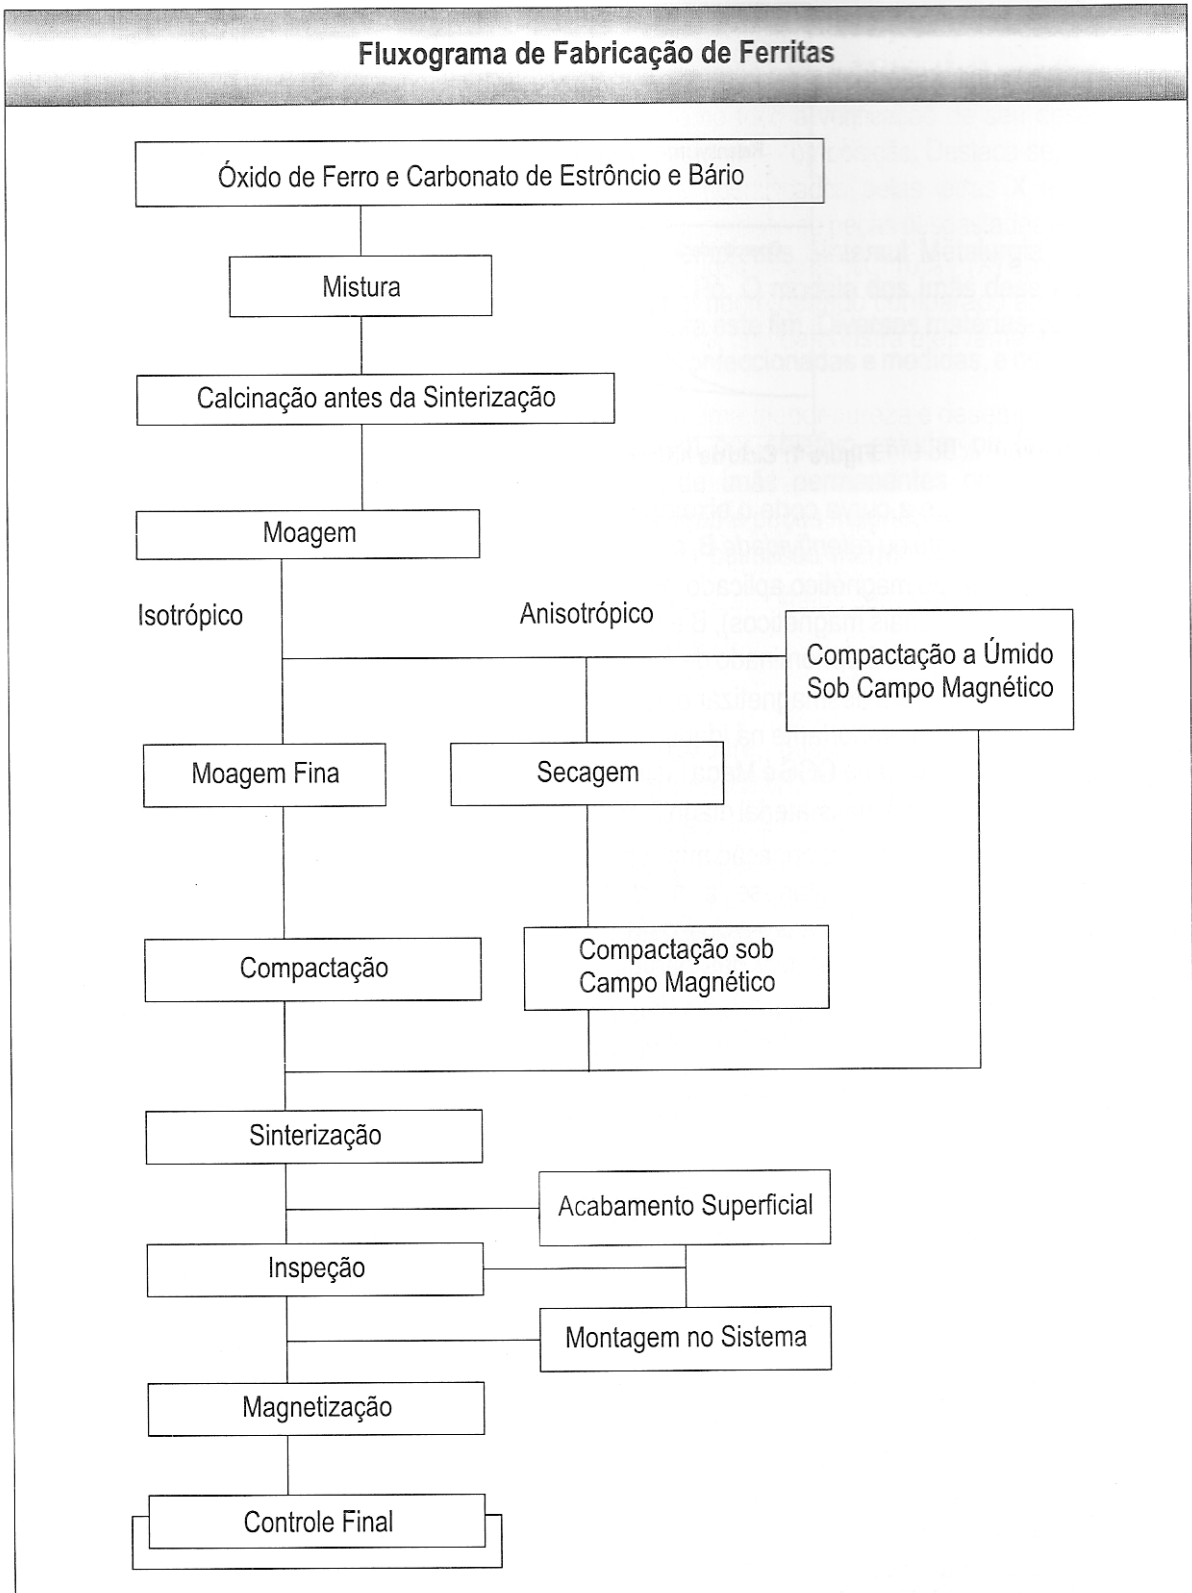 Fluxograma de Fabricação de Ferritas
Óxido de Ferro e Carbonato de Estrôncio e Bário
Mistura
Calcinação antes da Sinterização
Moagem
Isotrópico
Anisotrópico
Compactação a Úmido
Sob Campo Magnético
Moagem Fina
Secagem
Compactação
Compactação sob
Campo Magnético
Sinterização
Acabamento Superficial
Inspeção
Montagem no Sistema
Magnetização
Controle Final